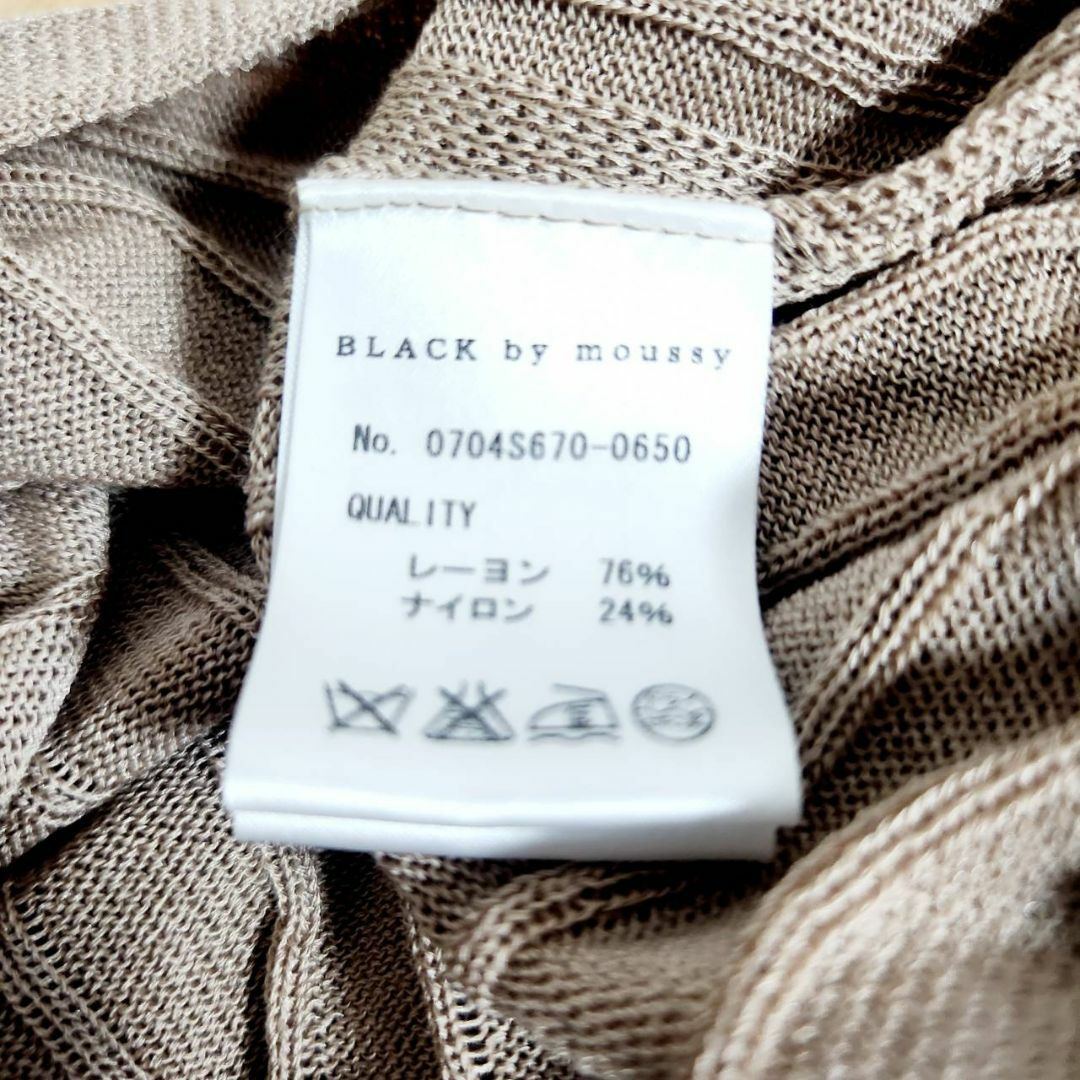 BLACK by moussy
No. 0704S670-0650
QUALITY
レーヨン 76%
ナイロン 24%